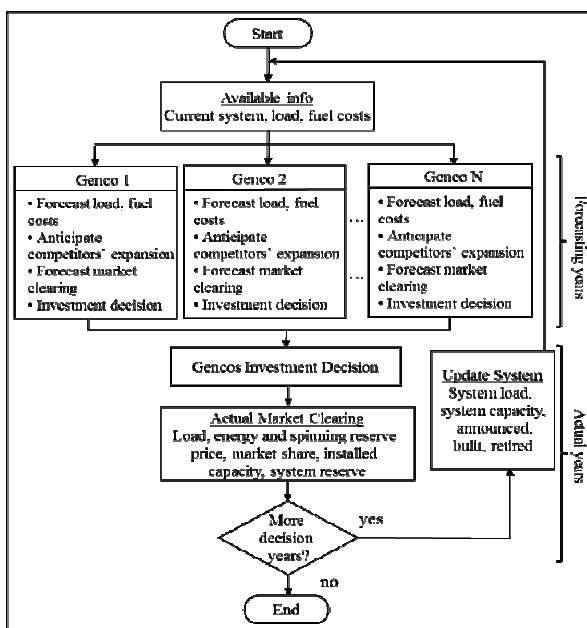 Start
Available info
Current system, load, fuel costs
Genco 1
• Forecast load, fuel
costs
• Anticipate
competitors' expansion
• Forecast market
clearing
• Investment decision
Genco 2
• Forecast load, fuel
costs
• Anticipate
competitors' expansion
• Forecast market
clearing
• Investment decision
...
...
Genco N
• Forecast load, fuel
costs
• Anticipate
competitors' expansion
• Forecast market
clearing
• Investment decision
Forecasting years
Gencos Investment Decision
Actual Market Clearing
Load, energy and spinning reserve
price, market share, installed
capacity, system reserve
Update System
System load,
system capacity,
announced,
built, retired
Actual years
More
decision
years?
yes
no
End